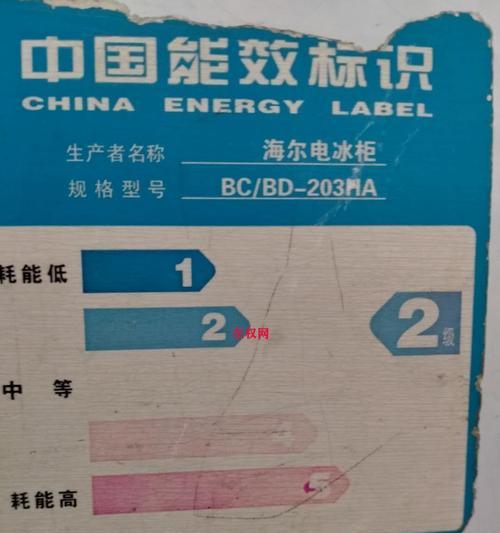 中国能效标识
CHINA ENERGY LABEL
生产者名称 海尔电冰柜
规格型号 BC/BD-203HA
耗能低 1
2 2级
中 等
4
耗能高 5